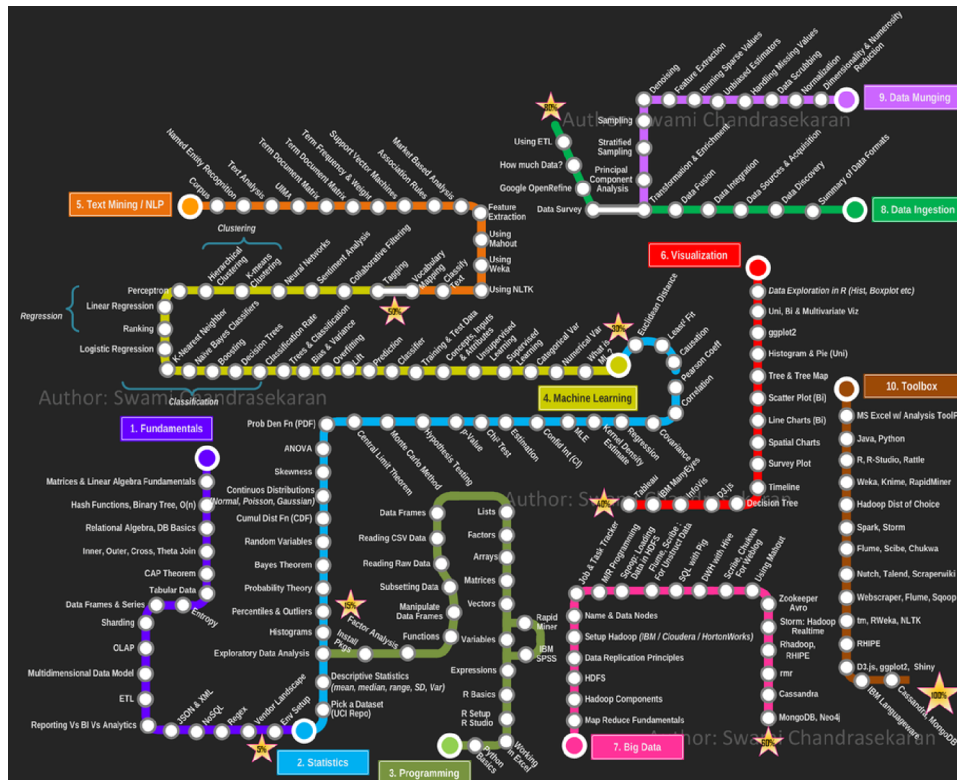 Denoising
Feature Extraction
Binning Sparse Values
Unbiased Estimators
Handling Missing Values
Data Scrubbing
Normalization
Dimensionality & Numerosity
Reduction
9. Data Munging
80%
Author: Swami Chandrasekaran
Sampling
Using ETL
Stratified
Sampling
How much Data?
Principal
Component
Analysis
Google OpenRefine
Data Survey
Transformation & Enrichment
Data Fusion
Data Integration
Data Sources & Acquisition
Data Discovery
Summary of Data Formats
8. Data Ingestion
5. Text Mining / NLP
Corpus
Named Entity Recognition
Text Analysis
UIMA
Term Document Matrix
Term Document Matrix
Term Frequency & Weight
Support Vector Machines
Association Rules
Market Based Analysis
Feature
Extraction
Using
Mahout
Using
Weka
Using NLTK
Classify
Text
Vocabulary
Mapping
Tagging
50%
Collaborative Filtering
Sentiment Analysis
Neural Networks
K-means
Clustering
Hierarchical
Clustering
Clustering
Perceptron
Linear Regression
Regression
Ranking
Logistic Regression
K-Nearest Neighbor
Naive Bayes Classifiers
Boosting
Decision Trees
Classification
Classification Rate
Trees & Classification
Bias & Variance
Overfitting
Lift
Prediction
Classifier
Training & Test Data
Concepts, Inputs
& Attributes
Unsupervised
Learning
Supervised
Learning
Categorical Var
Numerical Var
What is
30%
4. Machine Learning
Author: Swami Chandrasekaran
6. Visualization
Data Exploration in R (Hist, Boxplot etc)
Uni, Bi & Multivariate Viz
ggplot2
Histogram & Pie (Uni)
Tree & Tree Map
Scatter Plot (Bi)
Line Charts (Bi)
Spatial Charts
Survey Plot
Timeline
Decision Tree
D3.js
InfoVis
IBM ManyEyes
Tableau
Author: Swami Chandrasekaran
10. Toolbox
MS Excel w/ Analysis ToolP
Java, Python
R, R-Studio, Rattle
Weka, Knime, RapidMiner
Hadoop Dist of Choice
Spark, Storm
Flume, Scibe, Chukwa
Nutch, Talend, Scraperwiki
Webscraper, Flume, Sqoop
tm, RWeka, NLTK
RHIPE
D3.js, ggplot2, Shiny
IBM Languageware
Cassandra, MongoDB
100%
1. Fundamentals
Matrices & Linear Algebra Fundamentals
Hash Functions, Binary Tree, O(n)
Relational Algebra, DB Basics
Inner, Outer, Cross, Theta Join
CAP Theorem
Tabular Data
Entropy
Data Frames & Series
Sharding
OLAP
Multidimensional Data Model
ETL
Reporting Vs BI Vs Analytics
JSON & XML
NoSQL
Regex
Vendor Landscape
Env Setup
5%
2. Statistics
Pick a Dataset
(UCI Repo)
Descriptive Statistics
(mean, median, range, SD, Var)
Exploratory Data Analysis
Histograms
Percentiles & Outliers
15%
Probability Theory
Bayes Theorem
Random Variables
Cumul Dist Fn (CDF)
Continuos Distributions
(Normal, Poisson, Gaussian)
Skewness
ANOVA
Prob Den Fn (PDF)
Central Limit Theorem
Monte Carlo Method
Hypothesis Testing
p-Value
Estimation
Confid Int (CI)
MLE
Kernel Density
Estimate
Regression
Covariance
Correlation
Pearson Coeff
Causation
Least Fit
Euclidean Distance
3. Programming
Python
Basics
Working
in Excel
R Setup
R Studio
R Basics
Expressions
Variables
IBM
SPSS
Rapid
Miner
Vectors
Matrices
Arrays
Factors
Lists
Data Frames
Reading CSV Data
Reading Raw Data
Subsetting Data
Manipulate
Data Frames
Functions
Factor Analysis
Install
Pkgs
7. Big Data
Map Reduce Fundamentals
Hadoop Components
HDFS
Data Replication Principles
Setup Hadoop (IBM / Cloudera / HortonWorks)
Name & Data Nodes
Job & Task Tracker
M/R Programming
Sqoop: Loading
Data in HDFS
Flume, Scribe :
For Unstruct Data
SQL with Pig
DWH with Hive
Scribe, Chukwa
For Weblog
Using Mahout
Zookeeper
Avro
Storm: Hadoop
Realtime
Rhadoop,
RHIPE
rmr
Cassandra
MongoDB, Neo4j
60%
Author: Swami Chandrasekaran